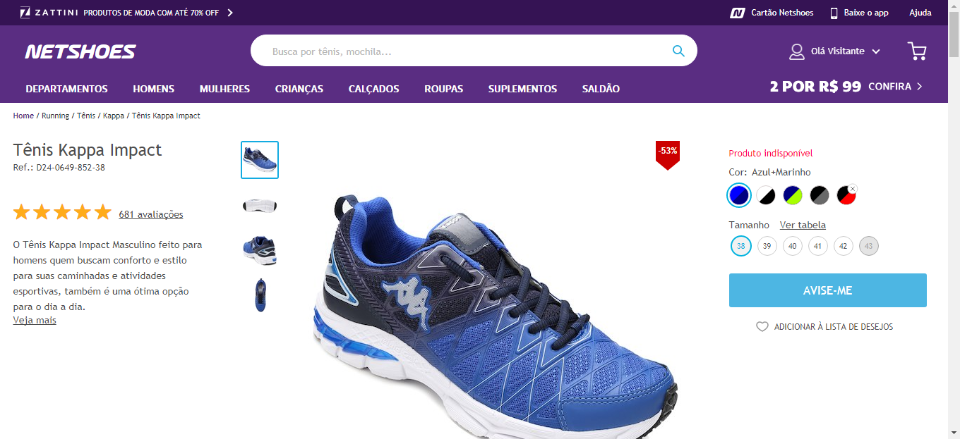 ZATTINI PRODUTOS DE MODA COM ATÉ 70% OFF
Cartão Netshoes
Baixe o app
Ajuda
NETSHOES
Busca por tênis, mochila...
Olá Visitante
DEPARTAMENTOS HOMENS MULHERES CRIANÇAS CALÇADOS ROUPAS SUPLEMENTOS SALDÃO
2 POR R$ 99 CONFIRA
Home / Running / Tênis / Kappa / Tênis Kappa Impact
Tênis Kappa Impact
Ref.: D24-0649-852-38
681 avaliações
O Tênis Kappa Impact Masculino feito para
homens quem buscam conforto e estilo
para suas caminhadas e atividades
esportivas, também é uma ótima opção
para o dia a dia.
Veja mais
-53%
Produto indisponível
Cor: Azul+Marinho
Tamanho Ver tabela
38 39 40 41 42 43
AVISE-ME
ADICIONAR À LISTA DE DESEJOS